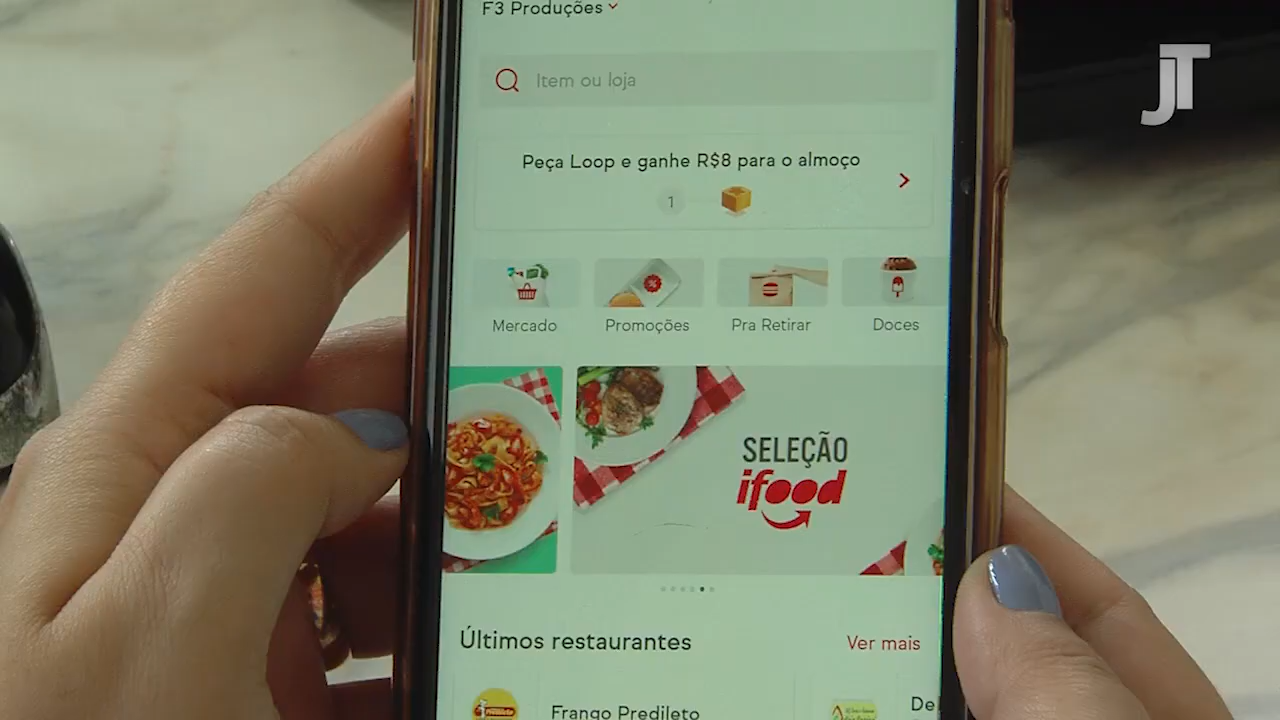 F3 Produções
JT
Item ou loja
Peça Loop e ganhe R$8 para o almoço
1
Mercado
Promoções
Pra Retirar
Doces
SELEÇÃO
ifood
Últimos restaurantes
Ver mais
Frango Predileto